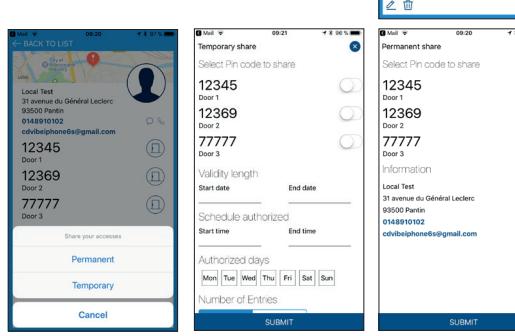 Mail 09:20 97 %
BACK TO LIST
City of
Local Test
31 avenue du Général Leclerc
93500 Pantin
0148910102
cdvibeiphone6s@gmail.com
12345
Door 1
12369
Door 2
77777
Door 3
Share your accesses
Permanent
Temporary
Cancel
Mail 09:21 96 %
Temporary share
Select Pin code to share
12345
Door 1
12369
Door 2
77777
Door 3
Validity length
Start date End date
Schedule authorized
Start time End time
Authorized days
Mon Tue Wed Thu Fri Sat Sun
Number of Entries
SUBMIT
Mail 09:20
Permanent share
Select Pin code to share
12345
Door 1
12369
Door 2
77777
Door 3
Information
Local Test
31 avenue du Général Leclerc
93500 Pantin
0148910102
cdvibeiphone6s@gmail.com
SUBMIT